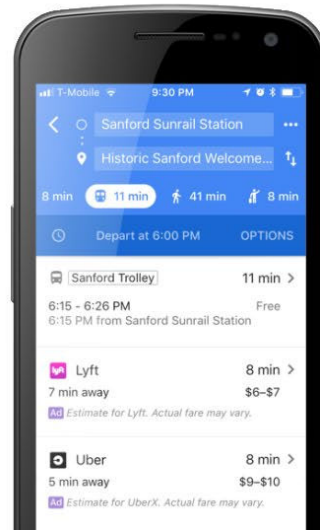 T-Mobile 9:30 PM
Sanford Sunrail Station
Historic Sanford Welcome...
8 min 11 min 41 min 8 min
Depart at 6:00 PM OPTIONS
Sanford Trolley 11 min >
6:15 - 6:26 PM Free
6:15 PM from Sanford Sunrail Station
Lyft 8 min >
7 min away $6–$7
Ad Estimate for Lyft. Actual fare may vary.
Uber 8 min >
5 min away $9–$10
Ad Estimate for UberX. Actual fare may vary.